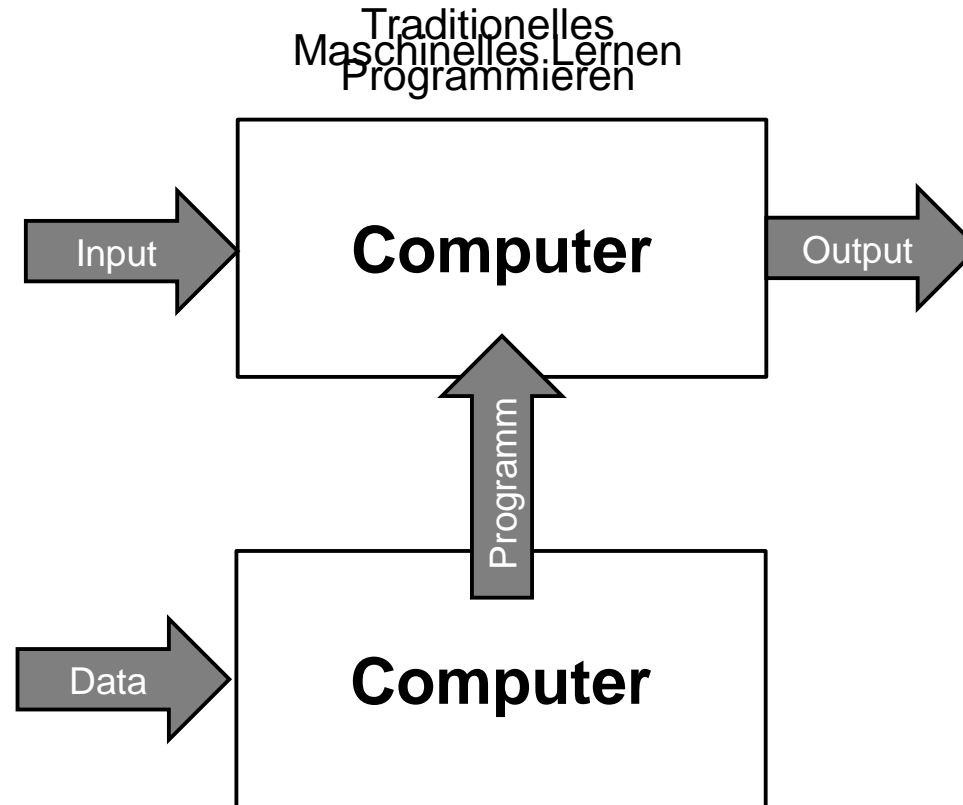 Traditionelles
Maschinelles Lernen
Programmieren
Input
Computer
Output
Programm
Data
Computer